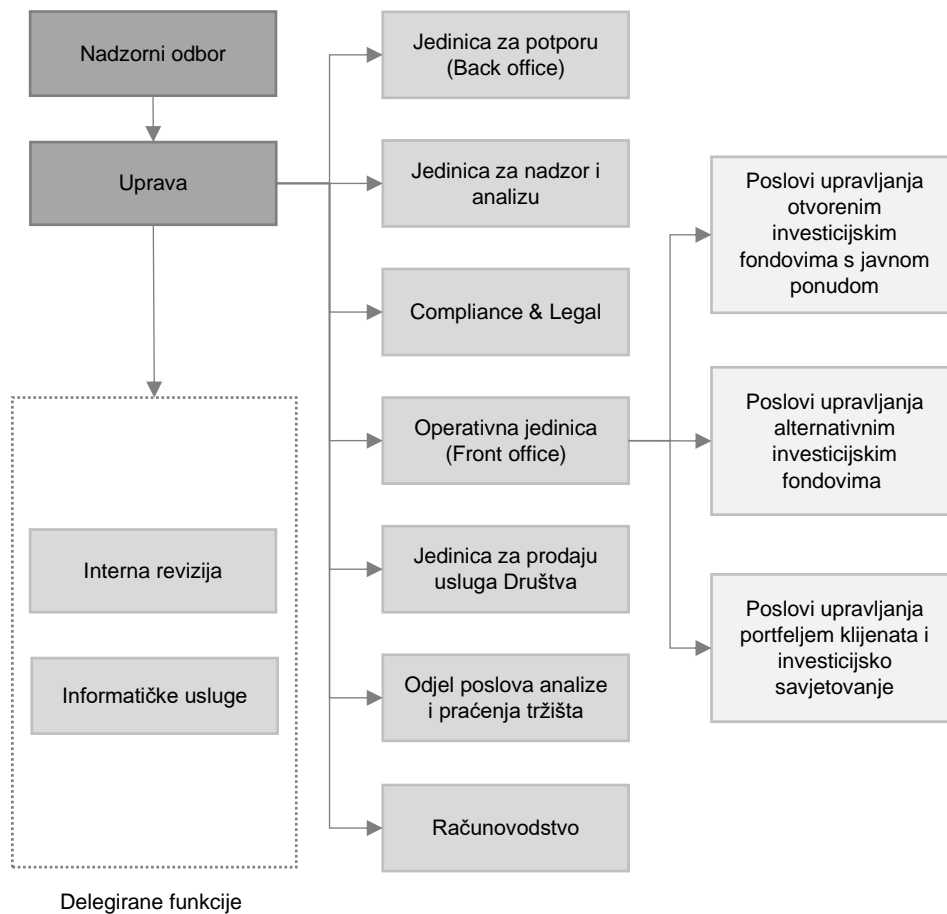 Nadzorni odbor
Uprava
Interna revizija
Informatičke usluge
Delegirane funkcije
Jedinica za potporu
(Back office)
Jedinica za nadzor i
analizu
Compliance & Legal
Operativna jedinica
(Front office)
Jedinica za prodaju
usluga Društva
Odjel poslova analize
i praćenja tržišta
Računovodstvo
Poslovi upravljanja
otvorenim
investicijskim
fondovima s javnom
ponudom
Poslovi upravljanja
alternativnim
investicijskim
fondovima
Poslovi upravljanja
portfeljem klijenata i
investicijsko
savjetovanje